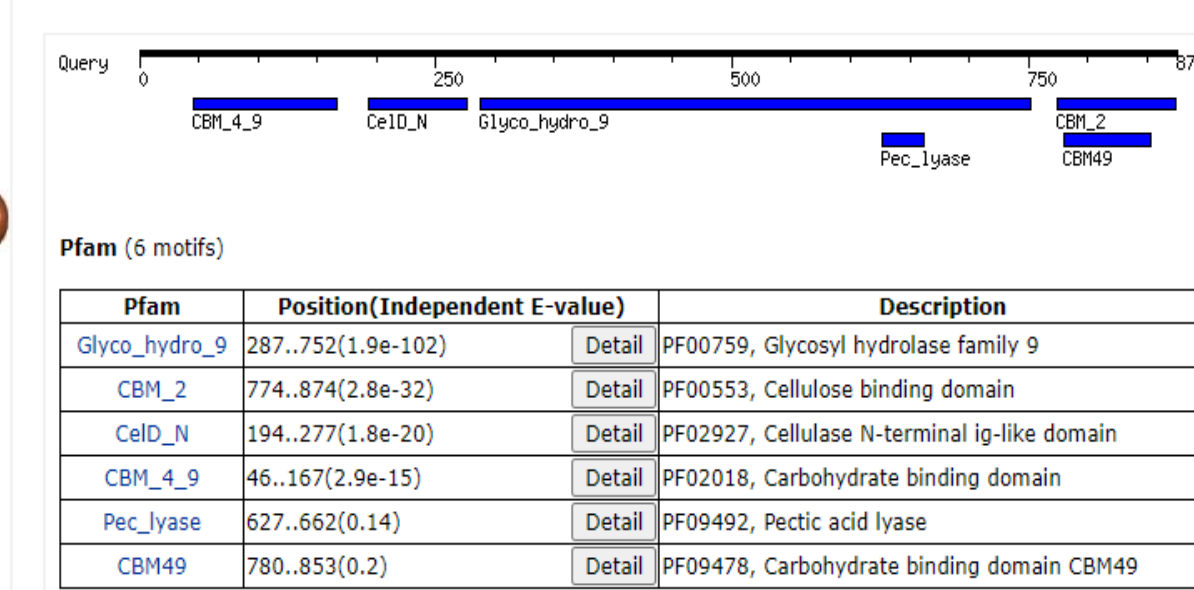 Query
0 250 500 750 87
CBM_4_9 CelD_N Glyco_hydro_9 CBM_2
Pec_lyase CBM49
Pfam (6 motifs)
Pfam Position(Independent E-value) Description
Glyco_hydro_9 287..752(1.9e-102) Detail PF00759, Glycosyl hydrolase family 9
CBM_2 774..874(2.8e-32) Detail PF00553, Cellulose binding domain
CelD_N 194..277(1.8e-20) Detail PF02927, Cellulase N-terminal ig-like domain
CBM_4_9 46..167(2.9e-15) Detail PF02018, Carbohydrate binding domain
Pec_lyase 627..662(0.14) Detail PF09492, Pectic acid lyase
CBM49 780..853(0.2) Detail PF09478, Carbohydrate binding domain CBM49